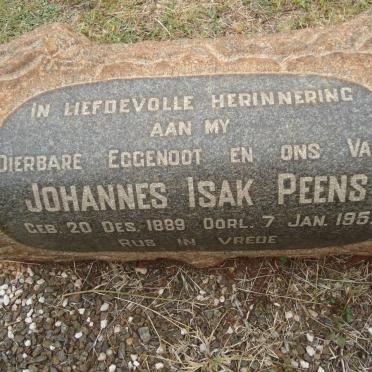 IN LIEFDEVOLLE HERINNERING
AAN MY
DIERBARE EGGENOOT EN ONS VA
JOHANNES ISAK PEENS
GEB. 20 DES. 1889 OORL. 7 JAN. 195
RUS IN VREDE